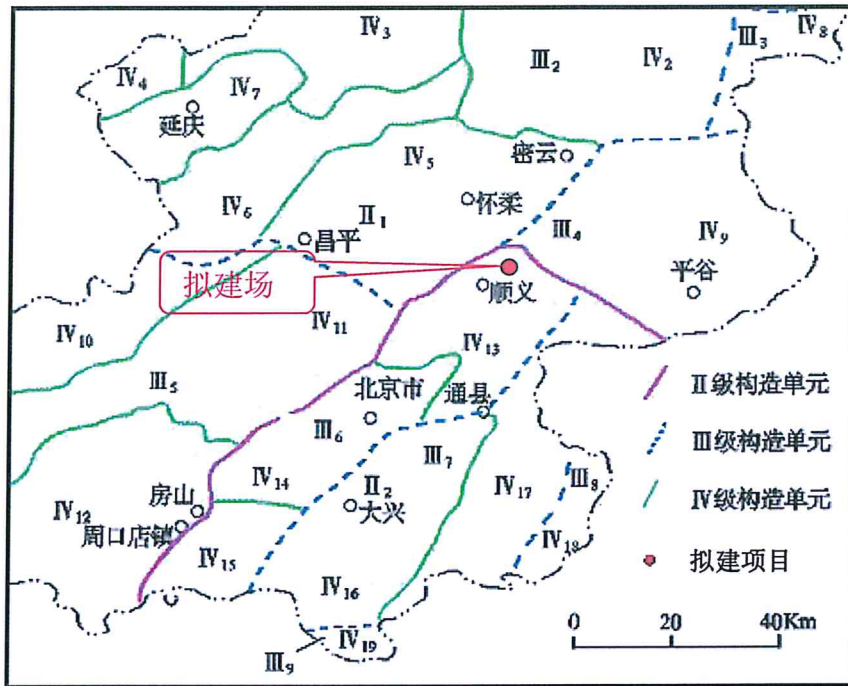 Ⅳ₃
Ⅲ₂
Ⅳ₂
Ⅲ₃
Ⅳ₈
Ⅳ₄
Ⅳ₇
延庆
Ⅳ₅
密云
Ⅳ₆
Ⅱ₁
怀柔
昌平
Ⅲ₄
Ⅳ₉
拟建场
顺义
平谷
Ⅳ₁₀
Ⅳ₁₁
Ⅳ₁₃
Ⅲ₅
北京市
通县
Ⅱ级构造单元
Ⅲ₆
Ⅲ₇
Ⅲ级构造单元
Ⅳ₁₄
Ⅱ₂
Ⅳ₁₇
Ⅲ₈
Ⅳ₁₂
房山
大兴
Ⅳ级构造单元
周口店镇
Ⅳ₁₅
Ⅳ₁₈
拟建项目
Ⅳ₁₆
Ⅳ₁₉
Ⅲ₉
0 20 40Km